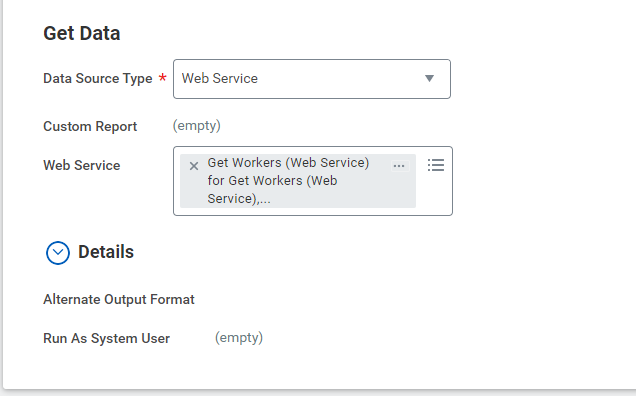 Get Data
Data Source Type *
Web Service
Custom Report
(empty)
Web Service
Get Workers (Web Service)
for Get Workers (Web
Service),...
Details
Alternate Output Format
Run As System User
(empty)